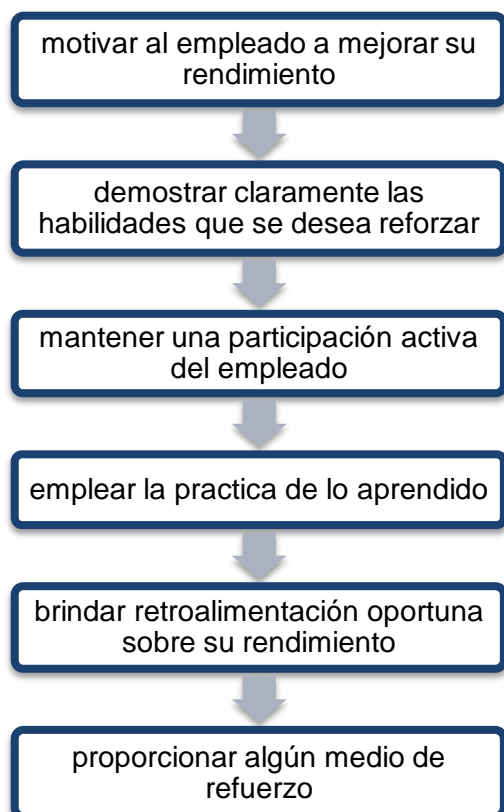 motivar al empleado a mejorar su
rendimiento
demostrar claramente las
habilidades que se desea reforzar
mantener una participación activa
del empleado
emplear la practica de lo aprendido
brindar retroalimentación oportuna
sobre su rendimiento
proporcionar algún medio de
refuerzo